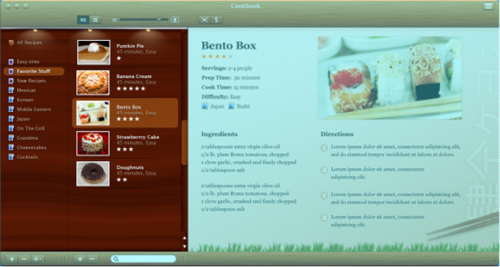 Cookbook
All Recipes
Easy ones
Favorite Stuff
New Recipes
Mexican
Korean
Middle Eastern
Japan
On The Grill
Grandma
Cheesecakes
Cocktails
Pumkin Pie
45 minutes, Easy
Banana Cream
45 minutes, Easy
Bento Box
45 minutes, Easy
Strawberry Cake
45 minutes, Easy
Doughnuts
45 minutes, Easy
Bento Box
Servings: 2-4 people
Prep Time: 90 minutes
Cook Time: 15 minutes
Difficulty: Easy
Japan Sushi
Ingredients
2 tablespoons extra virgin olive oil
1/2 lb. plum Roma tomatoes, chopped
1 clove garlic, crushed and finely chopped
1/2 tablespoon salt
2 tablespoons extra virgin olive oil
1/2 lb. plum Roma tomatoes, chopped
1 clove garlic, crushed and finely chopped
1/2 tablespoon salt
Directions
Lorem ipsum dolor sit amet, consectetur adipisicing elit,
sed do eiusmod tempor incididunt ut labore et dolore.
Lorem ipsum dolor sit amet, consectetur
adipisicing elit.
Lorem ipsum dolor sit amet, consectetur adipisicing elit,
sed do eiusmod tempor incididunt ut labore et dolore.
Lorem ipsum dolor sit amet, consectetur
adipisicing elit.